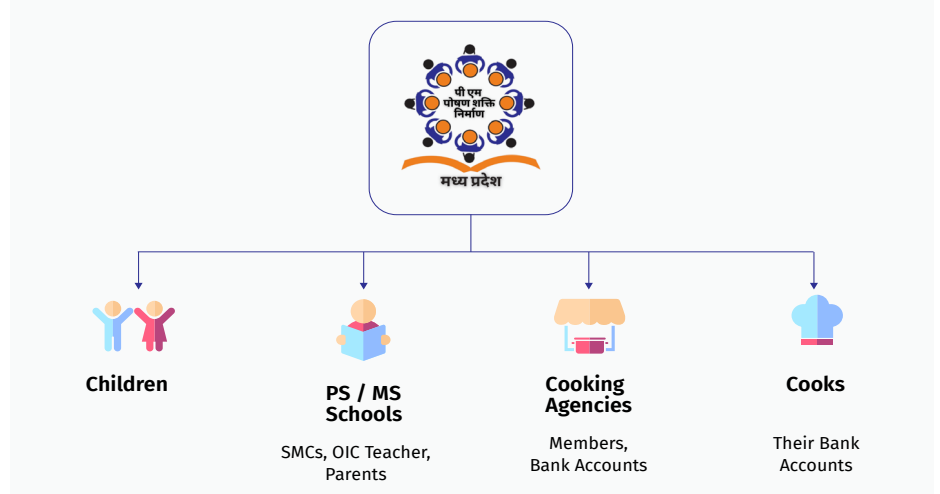 पी एम
पोषण शक्ति
निर्माण
मध्य प्रदेश
Children
PS / MS
Schools
SMCs, OIC Teacher,
Parents
Cooking
Agencies
Members,
Bank Accounts
Cooks
Their Bank
Accounts